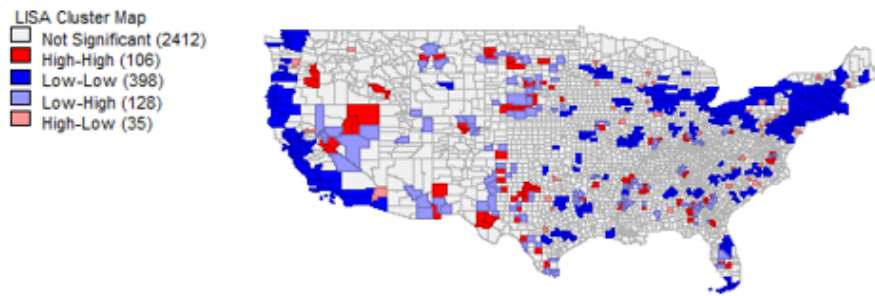 LISA Cluster Map
Not Significant (2412)
High-High (106)
Low-Low (398)
Low-High (128)
High-Low (35)